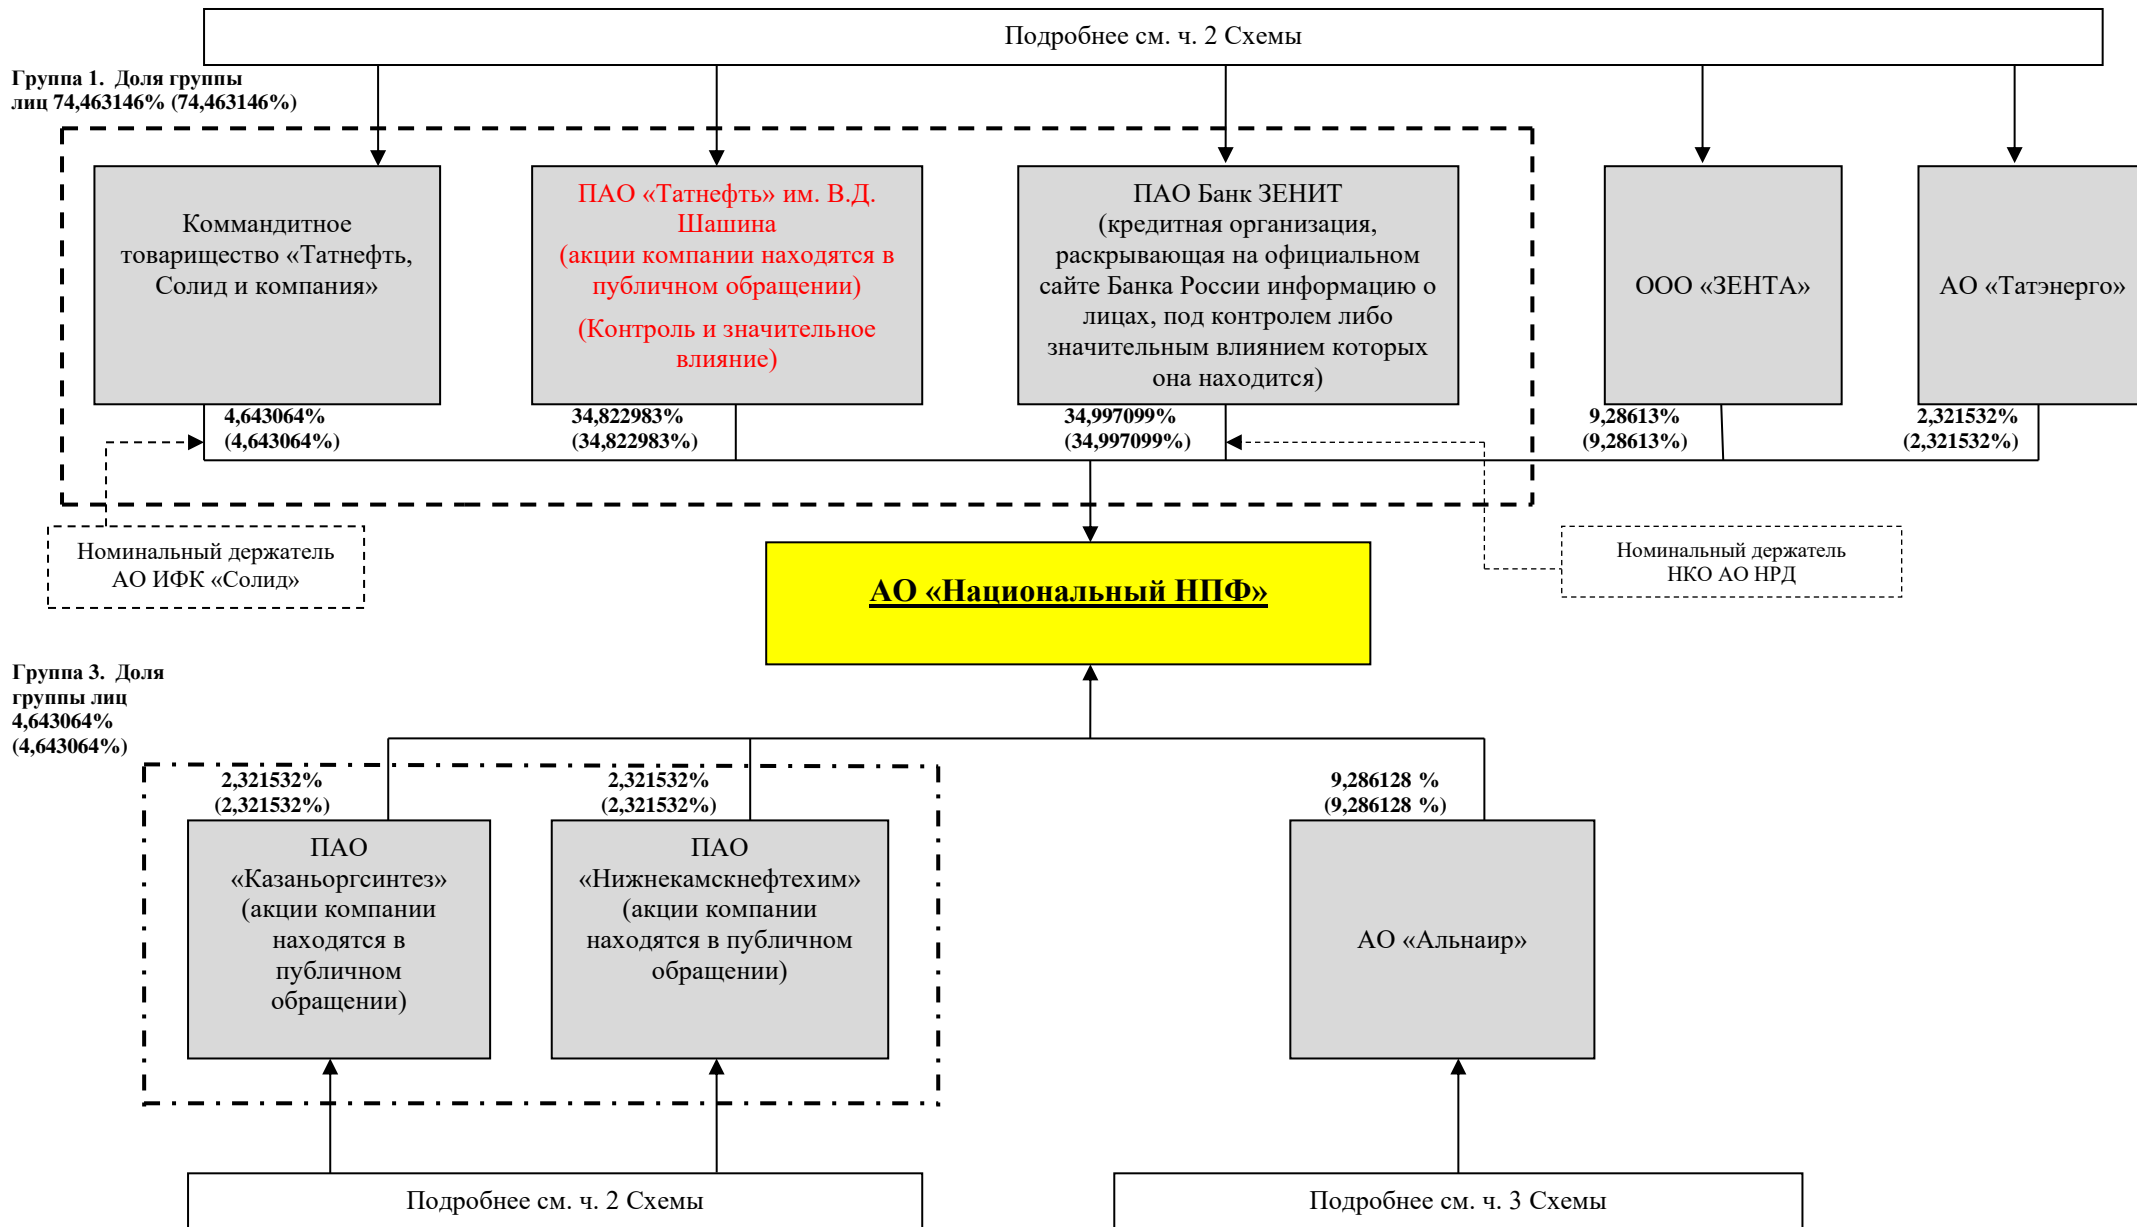 Подробнее см. ч. 2 Схемы
Группа 1.  Доля группы
лиц 74,463146% (74,463146%)
Коммандитное
товарищество «Татнефть,
Солид и компания»
ПАО «Татнефть» им. В.Д.
Шашина
(акции компании находятся в
публичном обращении)
(Контроль и значительное
влияние)
ПАО Банк ЗЕНИТ
(кредитная организация,
раскрывающая на официальном
сайте Банка России информацию о
лицах, под контролем либо
значительным влиянием которых
она находится)
ООО «ЗЕНТА»
АО «Татэнерго»
4,643064%
(4,643064%)
34,822983%
(34,822983%)
34,997099%
(34,997099%)
9,28613%
(9,28613%)
2,321532%
(2,321532%)
Номинальный держатель
АО ИФК «Солид»
АО «Национальный НПФ»
Номинальный держатель
НКО АО НРД
Группа 3.  Доля
группы лиц
4,643064%
(4,643064%)
2,321532%
(2,321532%)
2,321532%
(2,321532%)
9,286128 %
(9,286128 %)
ПАО
«Казаньоргсинтез»
(акции компании
находятся в
публичном
обращении)
ПАО
«Нижнекамскнефтехим»
(акции компании
находятся в публичном
обращении)
АО «Альнаир»
Подробнее см. ч. 2 Схемы
Подробнее см. ч. 3 Схемы